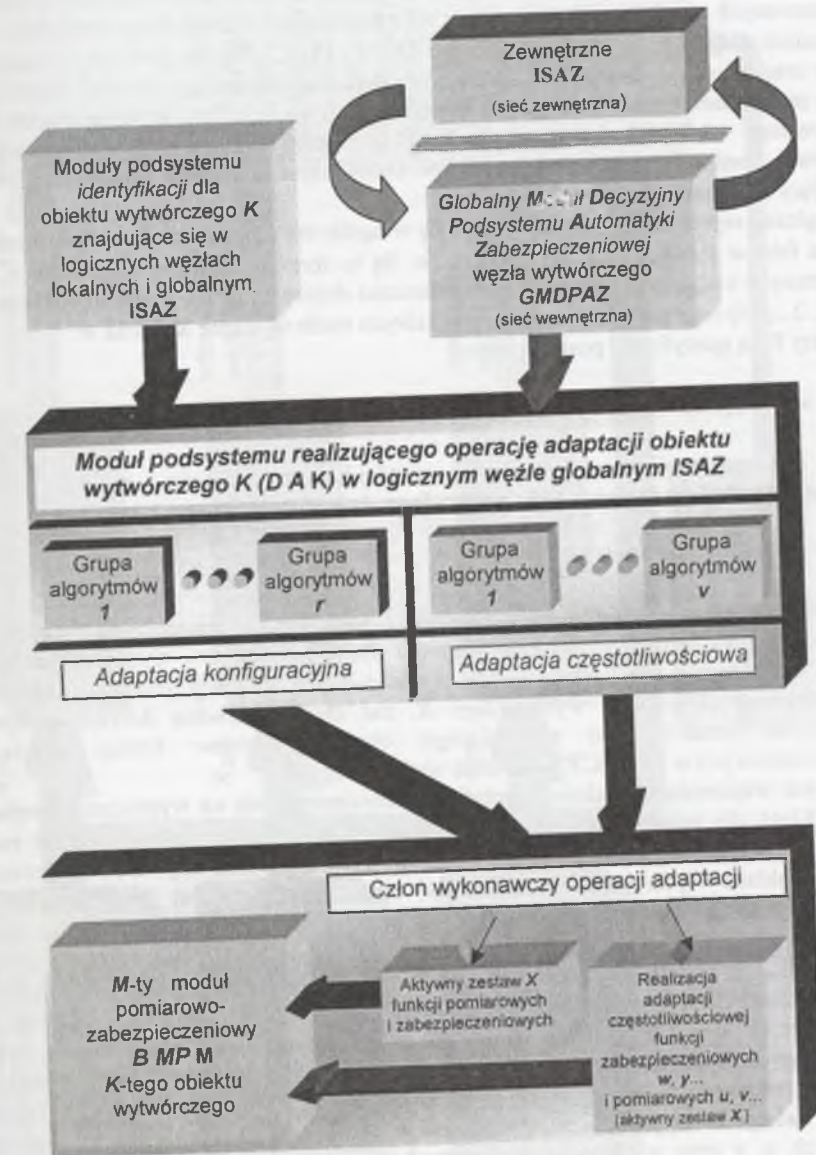 Zewnętrzne
ISAZ
(sieć zewnętrzna)
Moduły podsystemu
identyfikacji dla
obiektu wytwórczego K
znajdujące się w
logicznych węzłach
lokalnych i globalnym
ISAZ
Globalny Decyzyjny
Podsystemu Automatyki
Zabezpieczeniowej
węzła wytwórczego
GMDPAZ
(sieć wewnętrzna)
Moduł podsystemu realizującego operację adaptacji obiektu
wytwórczego K (D A K) w logicznym węźle globalnym ISAZ
Grupa
algorytmów
1
Grupa
algorytmów
r
Grupa
algorytmów
1
Grupa
algorytmów
v
Adaptacja konfiguracyjna
Adaptacja częstotliwościowa
Człon wykonawczy operacji adaptacji
M-ty moduł
pomiarowo-
zabezpieczeniowy
B MP M
K-tego obiektu
wytwórczego
Aktywny zestaw X
funkcji pomiarowych
i zabezpieczeniowych
Realizacja
adaptacji
częstotliwościowej
funkcji
zabezpieczeniowych
w, y...
i pomiarowych u, v...
(aktywny zestaw X)